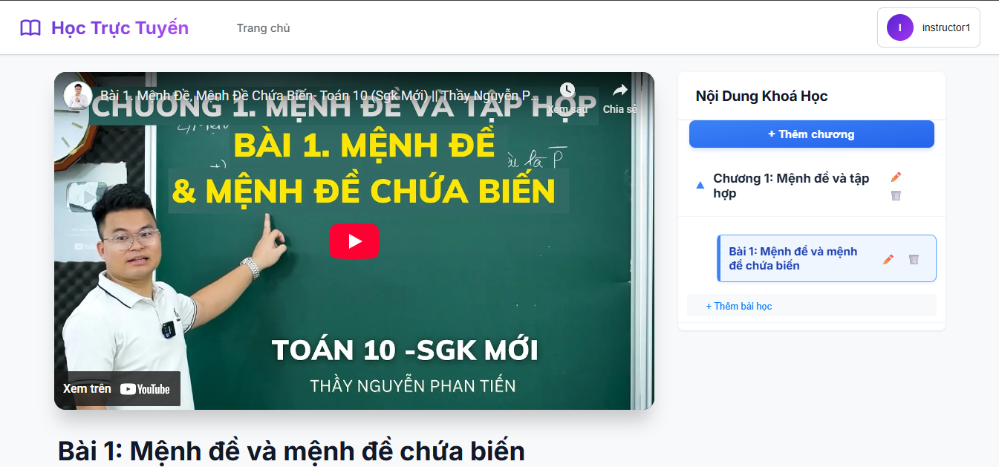 Học Trực Tuyến
Trang chủ
I
instructor1
Bài 1. Mệnh Đề, Mệnh Đề Chứa Biến- Toán 10 (Sgk Mới) || Thầy Nguyễn P...
Xem sau
Chia sẻ
CHƯƠNG 1. MỆNH ĐỀ VÀ TẬP HỢP
BÀI 1. MỆNH ĐỀ
& MỆNH ĐỀ CHỨA BIẾN
là P̅
TOÁN 10 -SGK MỚI
THẦY NGUYỄN PHAN TIẾN
Xem trên YouTube
Bài 1: Mệnh đề và mệnh đề chứa biến
Nội Dung Khoá Học
+ Thêm chương
Chương 1: Mệnh đề và tập
hợp
Bài 1: Mệnh đề và mệnh
đề chứa biến
+ Thêm bài học